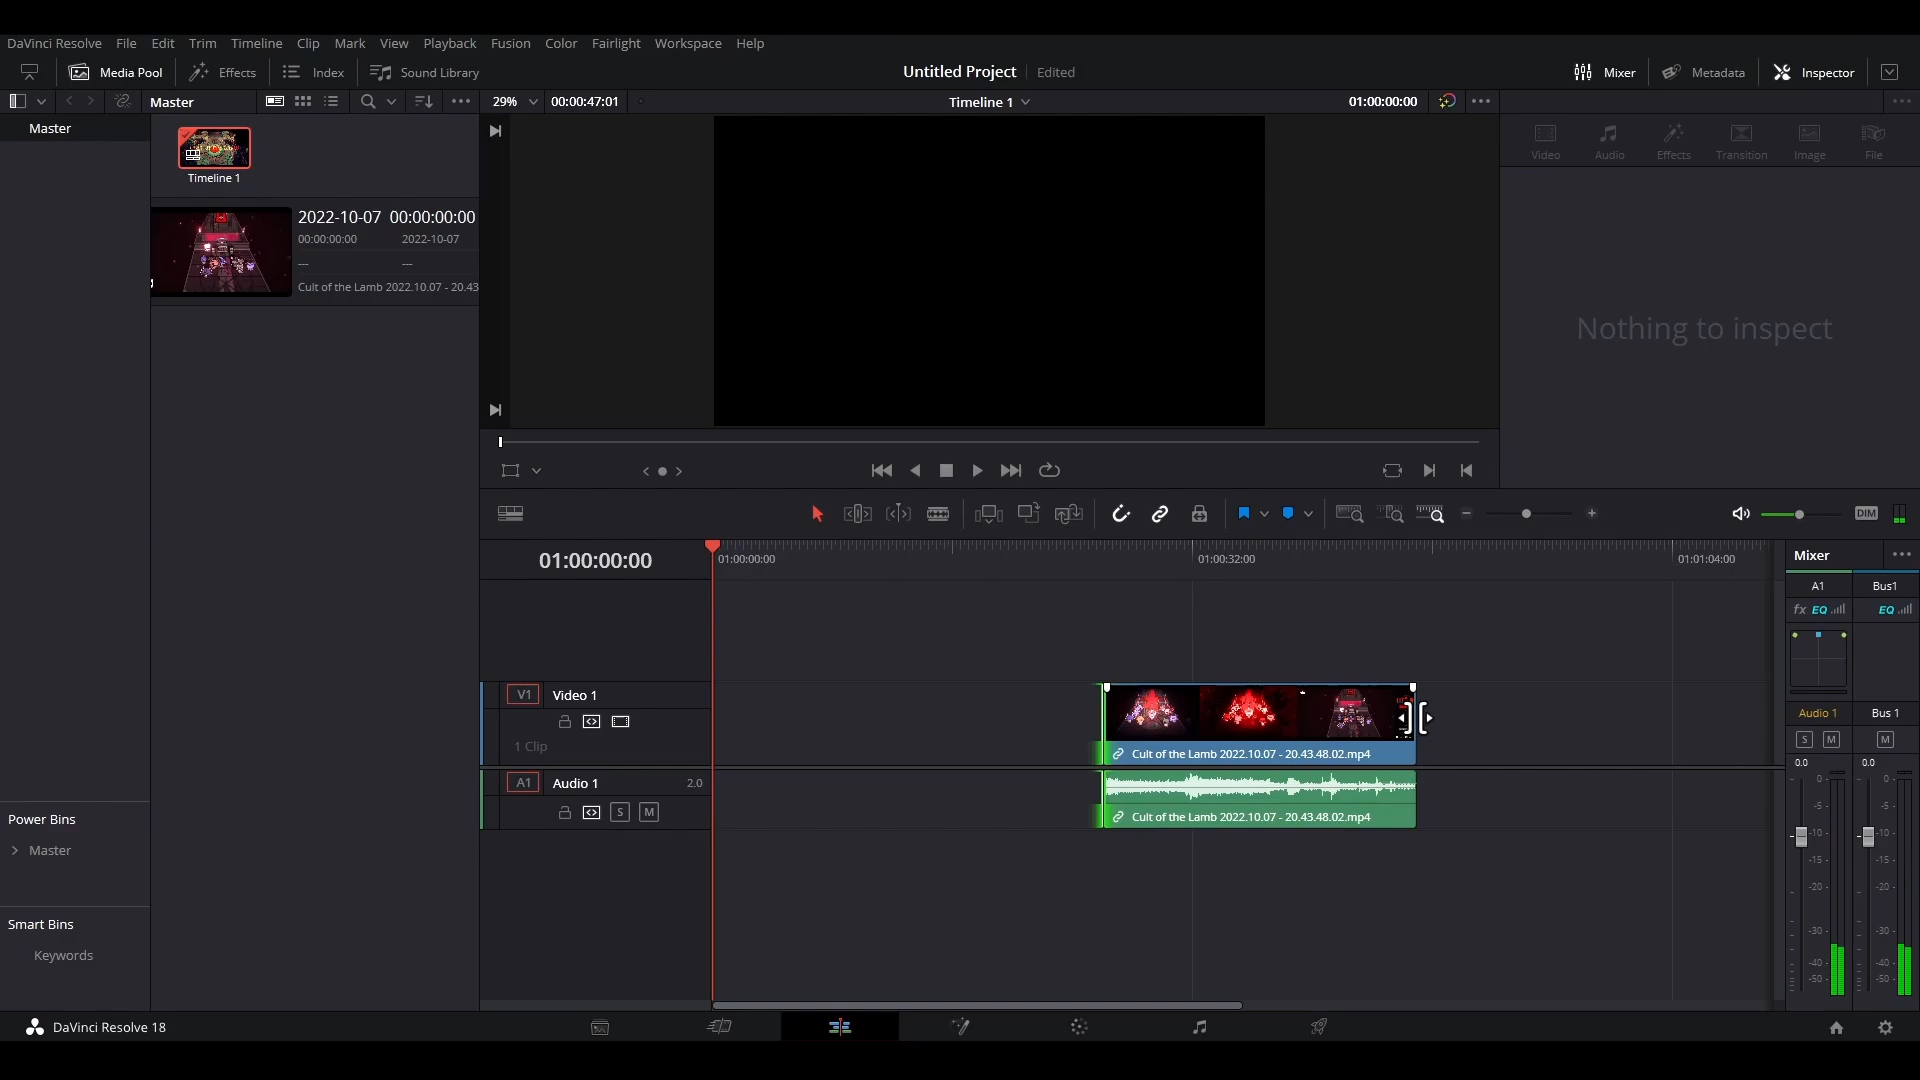 DaVinci Resolve File Edit Trim Timeline Clip Mark View Playback Fusion Color Fairlight Workspace Help
Media Pool Effects Index Sound Library Untitled Project Edited Mixer Metadata Inspector
Master 29% 00:00:47:01 Timeline 1 01:00:00:00
Master
Video Audio Effects Transition Image File
Timeline 1
2022-10-07 00:00:00:00
00:00:00:00 2022-10-07
--- ---
Cult of the Lamb 2022.10.07 - 20.43
Nothing to inspect
DIM
01:00:00:00 01:00:00:00 01:00:32:00 01:01:04:00
Mixer
A1 Bus1
fx EQ EQ
V1 Video 1
1 Clip
Cult of the Lamb 2022.10.07 - 20.43.48.02.mp4
Audio 1 Bus 1
S M M
0.0 0.0
A1 Audio 1 2.0
S M
Cult of the Lamb 2022.10.07 - 20.43.48.02.mp4
0 0
-5 -5
-10 -10
-15 -15
-20 -20
-30 -30
-40 -40
-50 -50
Power Bins
Master
Smart Bins
Keywords
DaVinci Resolve 18